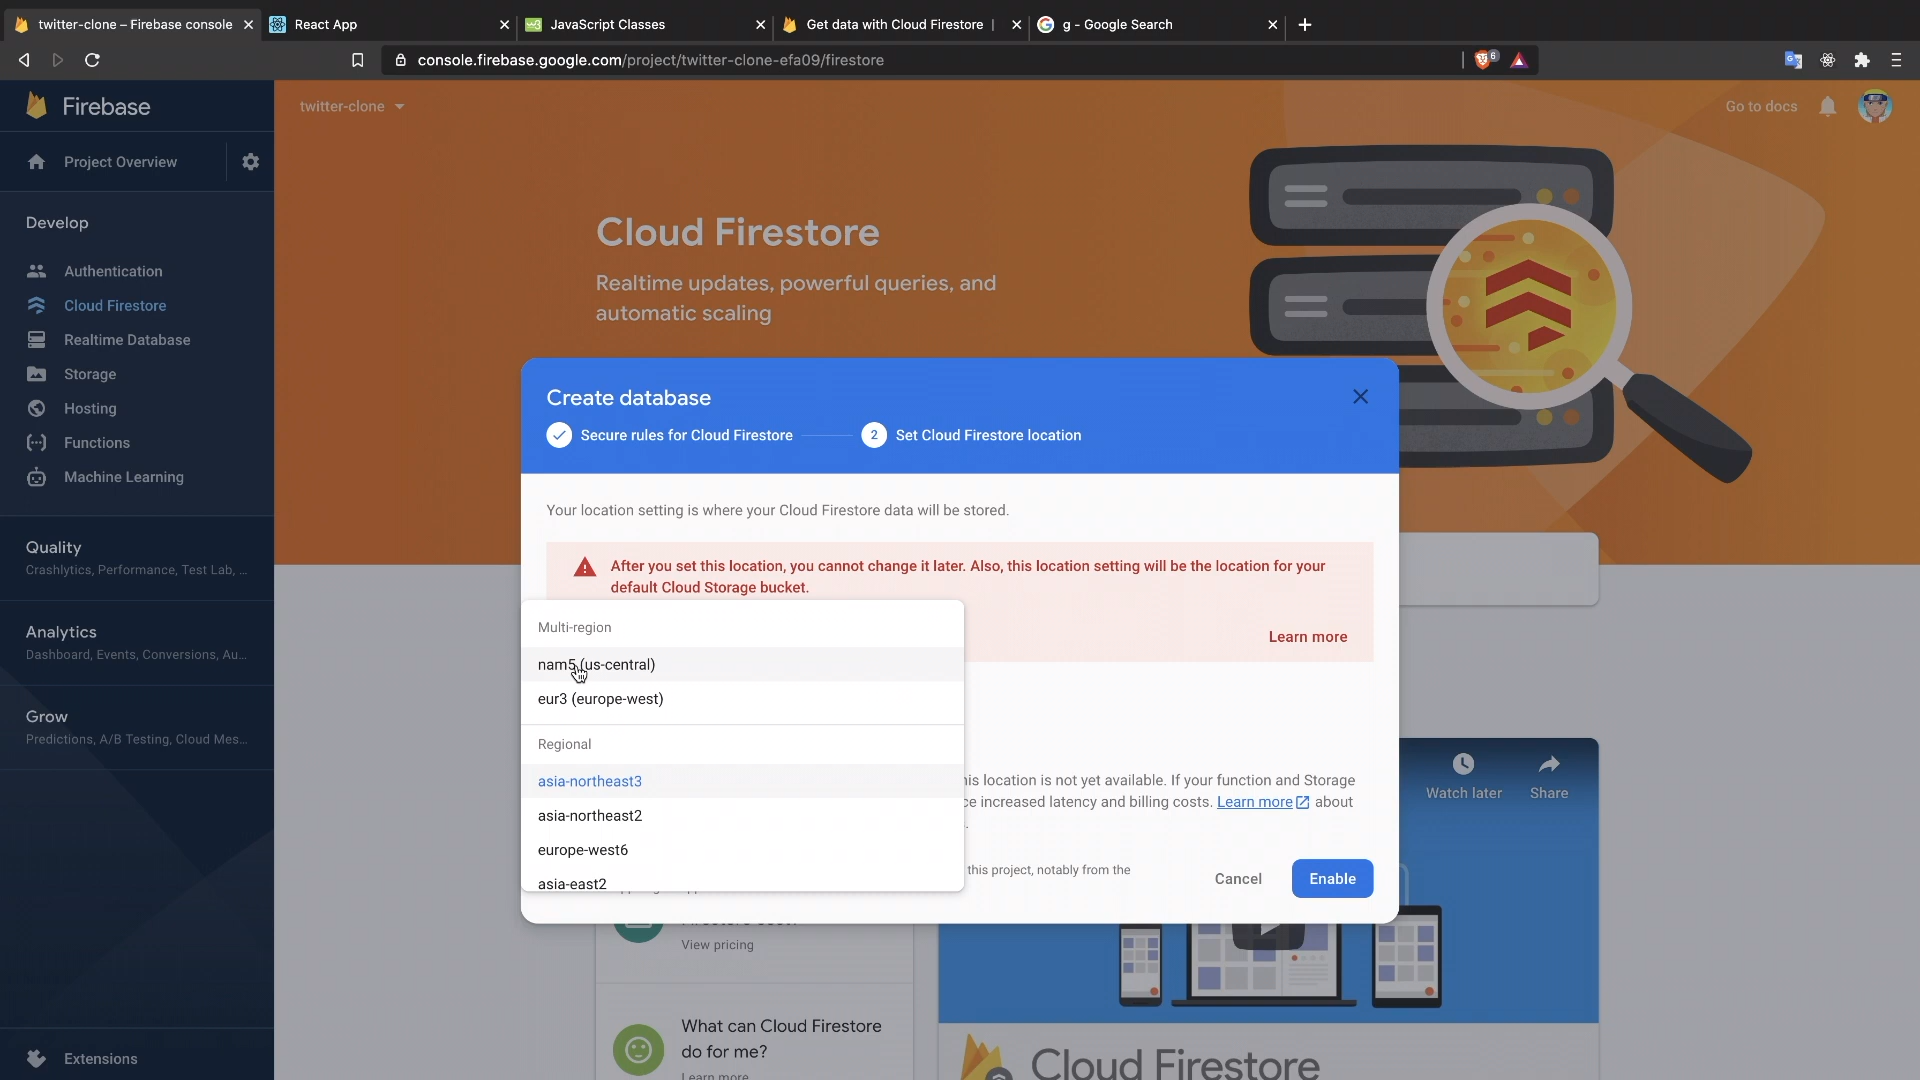 twitter-clone – Firebase console
React App
JavaScript Classes
Get data with Cloud Firestore |
g - Google Search
console.firebase.google.com/project/twitter-clone-efa09/firestore
6
Firebase
twitter-clone
Go to docs
Project Overview
Develop
Authentication
Cloud Firestore
Realtime Database
Storage
Hosting
Functions
Machine Learning
Quality
Crashlytics, Performance, Test Lab, ...
Analytics
Dashboard, Events, Conversions, Au...
Grow
Predictions, A/B Testing, Cloud Mes...
Extensions
Cloud Firestore
Realtime updates, powerful queries, and
automatic scaling
Create database
Secure rules for Cloud Firestore
2 Set Cloud Firestore location
Your location setting is where your Cloud Firestore data will be stored.
After you set this location, you cannot change it later. Also, this location setting will be the location for your
default Cloud Storage bucket.
Learn more
Multi-region
nam5 (us-central)
eur3 (europe-west)
Regional
asia-northeast3
asia-northeast2
europe-west6
asia-east2
is location is not yet available. If your function and Storage
ce increased latency and billing costs. Learn more about
this project, notably from the
Cancel
Enable
Watch later
Share
View pricing
What can Cloud Firestore
do for me?
Learn more
Cloud Firestore